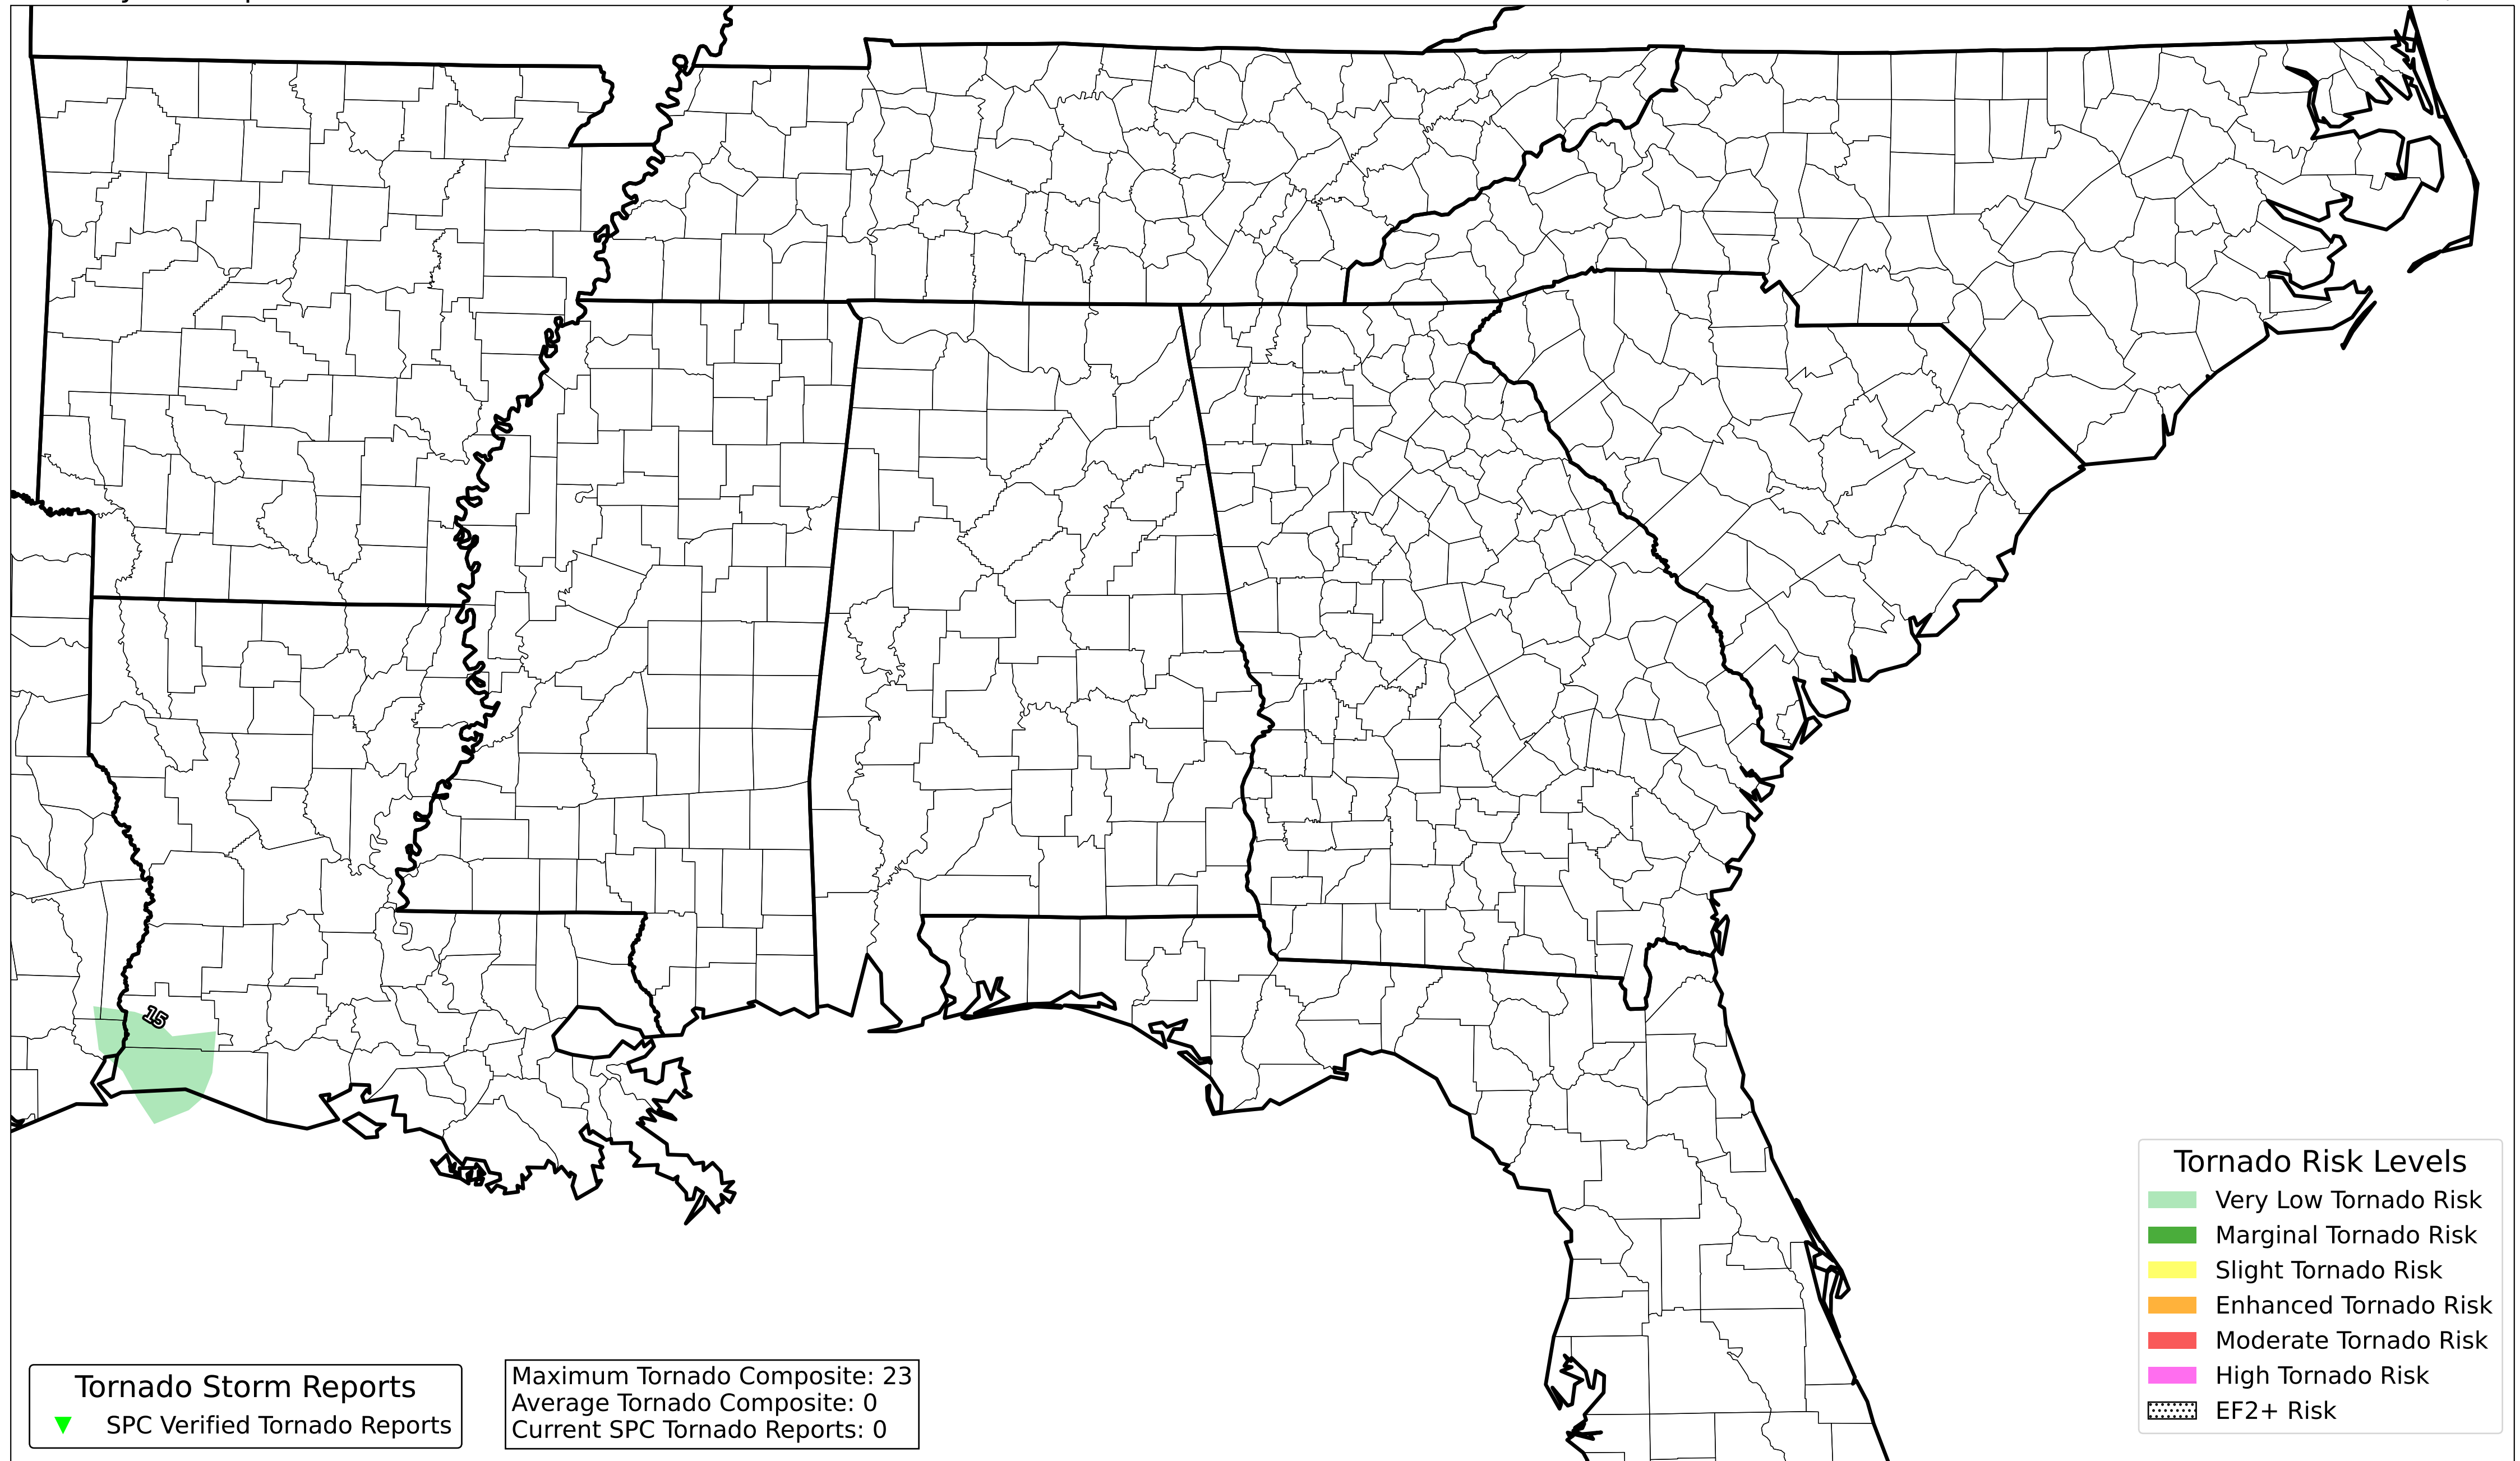 15
Tornado Risk Levels
Very Low Tornado Risk
Marginal Tornado Risk
Slight Tornado Risk
Enhanced Tornado Risk
Moderate Tornado Risk
High Tornado Risk
EF2+ Risk
Tornado Storm Reports
SPC Verified Tornado Reports
Maximum Tornado Composite: 23
Average Tornado Composite: 0
Current SPC Tornado Reports: 0